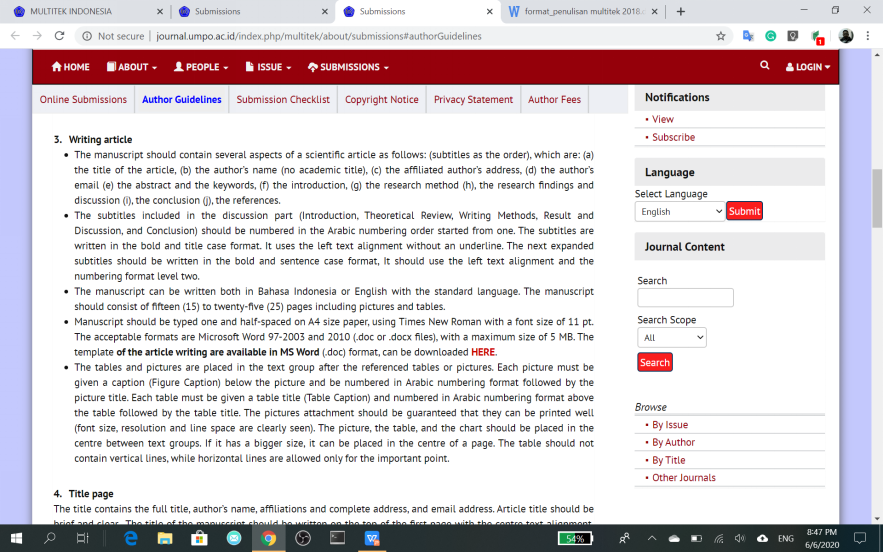 MULTITEK INDONESIA
Submissions
Submissions
format_penulisan multitek 2018
Not secure | journal.umpo.ac.id/index.php/multitek/about/submissions#authorGuidelines
HOME ABOUT PEOPLE ISSUE SUBMISSIONS LOGIN
Online Submissions Author Guidelines Submission Checklist Copyright Notice Privacy Statement Author Fees
3. Writing article
• The manuscript should contain several aspects of a scientific article as follows: (subtitles as the order), which are: (a)
the title of the article, (b) the author's name (no academic title), (c) the affiliated author's address, (d) the author's
email (e) the abstract and the keywords, (f) the introduction, (g) the research method (h), the research findings and
discussion (i), the conclusion (j), the references.
• The subtitles included in the discussion part (Introduction, Theoretical Review, Writing Methods, Result and
Discussion, and Conclusion) should be numbered in the Arabic numbering order started from one. The subtitles are
written in the bold and title case format. It uses the left text alignment without an underline. The next expanded
subtitles should be written in the bold and sentence case format, It should use the left text alignment and the
numbering format level two.
• The manuscript can be written both in Bahasa Indonesia or English with the standard language. The manuscript
should consist of fifteen (15) to twenty-five (25) pages including pictures and tables.
• Manuscript should be typed one and half-spaced on A4 size paper, using Times New Roman with a font size of 11 pt.
The acceptable formats are Microsoft Word 97-2003 and 2010 (.doc or .docx files), with a maximum size of 5 MB. The
template of the article writing are available in MS Word (.doc) format, can be downloaded HERE.
• The tables and pictures are placed in the text group after the referenced tables or pictures. Each picture must be
given a caption (Figure Caption) below the picture and be numbered in Arabic numbering format followed by the
picture title. Each table must be given a table title (Table Caption) and numbered in Arabic numbering format above
the table followed by the table title. The pictures attachment should be guaranteed that they can be printed well
(font size, resolution and line space are clearly seen). The picture, the table, and the chart should be placed in the
centre between text groups. If it has a bigger size, it can be placed in the centre of a page. The table should not
contain vertical lines, while horizontal lines are allowed only for the important point.
4. Title page
The title contains the full title, author's name, affiliations and complete address, and email address. Article title should be
brief and clear. The title of the manuscript should be written on the top of the first page with the centre text alignment.
Notifications
• View
• Subscribe
Language
Select Language
English Submit
Journal Content
Search
Search Scope
All
Search
Browse
• By Issue
• By Author
• By Title
• Other Journals
54%
ENG
8:47 PM
6/6/2020